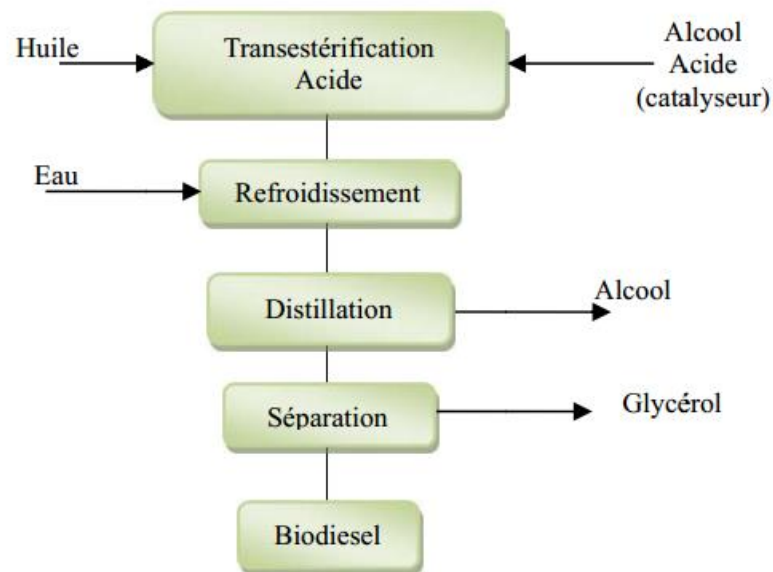 Huile
Transestérification
Acide
Alcool
Acide
(catalyseur)
Eau
Refroidissement
Distillation
Alcool
Séparation
Glycérol
Biodiesel